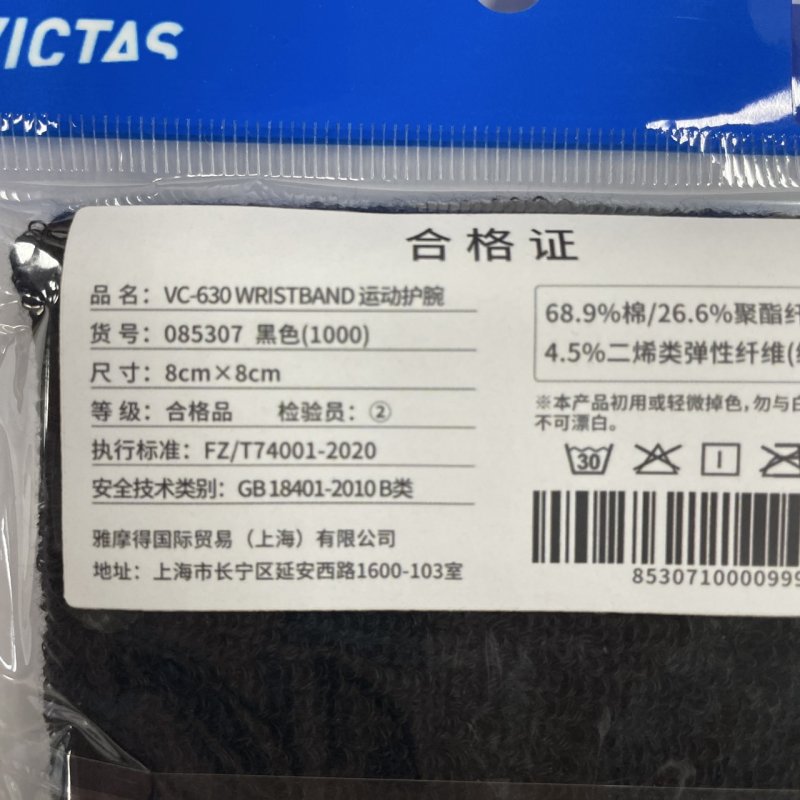 VICTAS
合格证
品名：VC-630 WRISTBAND 运动护腕
货号：085307 黑色(1000)
尺寸：8cm×8cm
等级：合格品 检验员：②
执行标准：FZ/T74001-2020
安全技术类别：GB 18401-2010 B类
雅摩得国际贸易（上海）有限公司
地址：上海市长宁区延安西路1600-103室
68.9%棉/26.6%聚酯纤
4.5%二烯类弹性纤维(
※本产品初用或轻微掉色，勿与白
不可漂白。
30
8530710000999